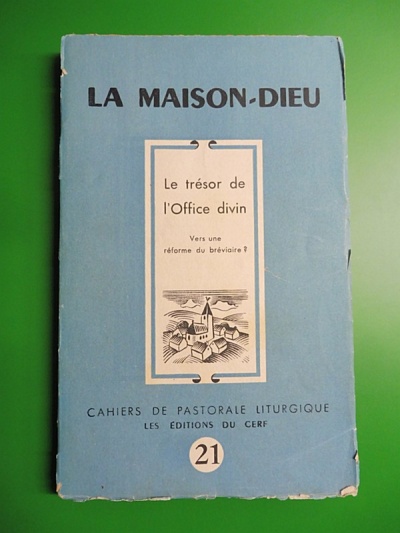 LA MAISON-DIEU
Le trésor de
l'Office divin
Vers une
réforme du bréviaire ?
CAHIERS DE PASTORALE LITURGIQUE
LES ÉDITIONS DU CERF
21